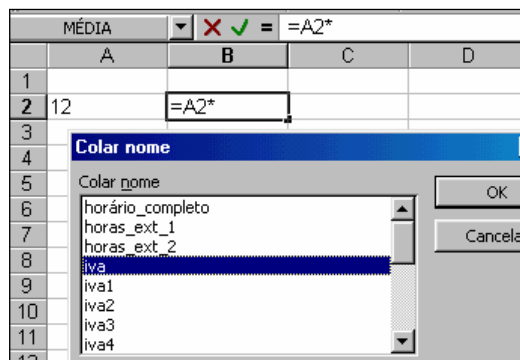 MÉDIA = =A2*
A B C D
1
2 12 =A2*
3
4 Colar nome
5 Colar nome OK
6 horário_completo
7 horas_ext_1 Cancela
8 horas_ext_2
iva
9 iva1
10 iva2
11 iva3
iva4